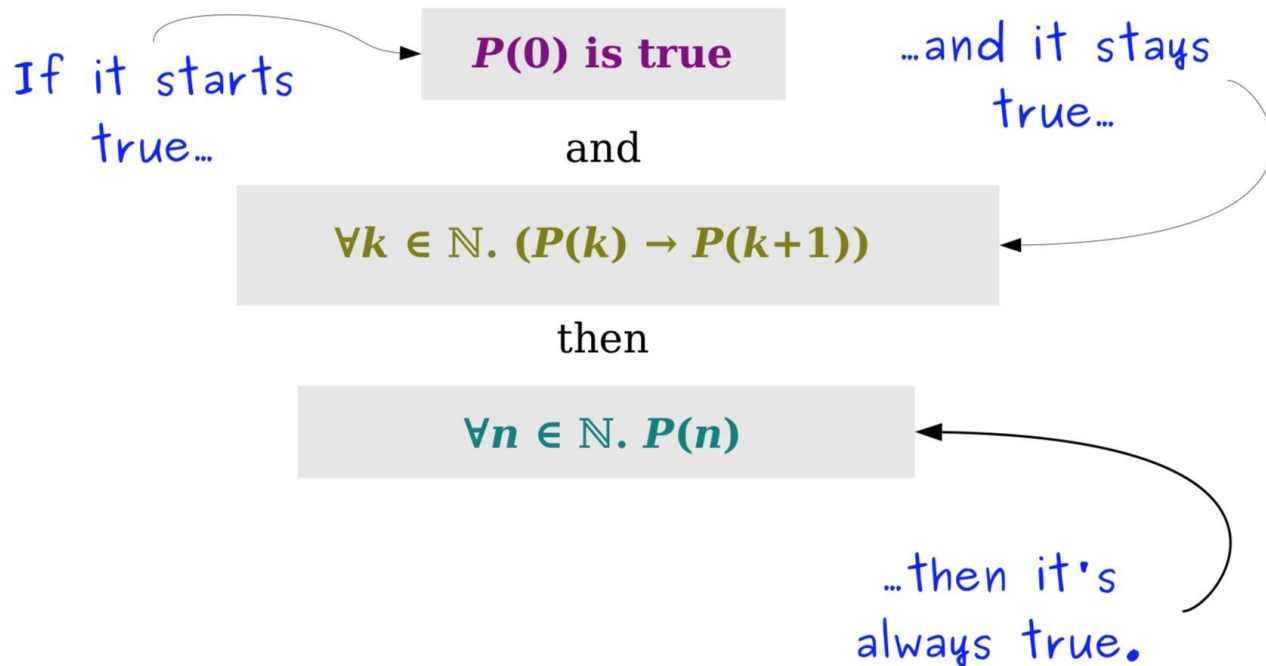 If it starts
true…
P(0) is true
…and it stays
true…
and
∀k ∈ ℕ. (P(k) → P(k+1))
then
∀n ∈ ℕ. P(n)
…then it's
always true.